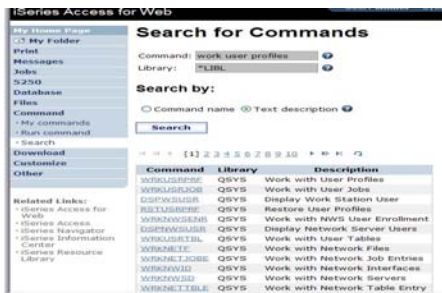 iSeries Access for Web
My Home Page
My Folder
Print
Messages
Jobs
5250
Database
Files
Command
My commands
Run command
Search
Download
Customize
Other
Related Links:
iSeries Access for Web
iSeries Access
iSeries Navigator
iSeries Information Center
iSeries Resource Library
Search for Commands
Command: work user profiles
Library: *LIBL
Search by:
Command name Text description
Search
[1] 2 3 4 5 6 7 8 9 10
Command Library Description
WRKUSRPRF QSYS Work with User Profiles
WRKUSRJOB QSYS Work with User Jobs
DSPWSUSR QSYS Display Work Station User
RSTUSRPRF QSYS Restore User Profiles
WRKNWSENR QSYS Work with NWS User Enrollment
DSPNWSUSR QSYS Display Network Server Users
WRKUSRTBL QSYS Work with User Tables
WRKNETF QSYS Work with Network Files
WRKNETJOBE QSYS Work with Network Job Entries
WRKNWID QSYS Work with Network Interfaces
WRKNWSD QSYS Work with Network Servers
WRKNETTBLE QSYS Work with Network Table Entry